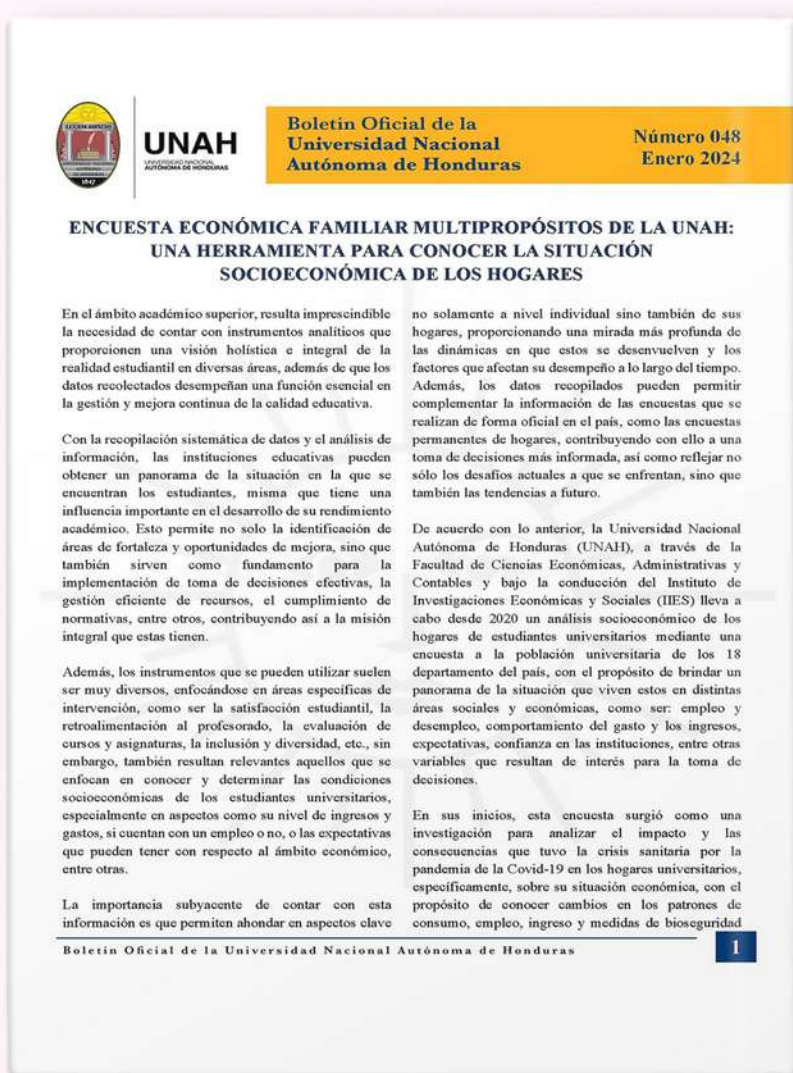 LUCEM ASPICIO
1847
UNAH
UNIVERSIDAD NACIONAL
AUTÓNOMA DE HONDURAS
Boletín Oficial de la
Universidad Nacional
Autónoma de Honduras
Número 048
Enero 2024
ENCUESTA ECONÓMICA FAMILIAR MULTIPROPÓSITOS DE LA UNAH:
UNA HERRAMIENTA PARA CONOCER LA SITUACIÓN
SOCIOECONÓMICA DE LOS HOGARES
En el ámbito académico superior, resulta imprescindible
la necesidad de contar con instrumentos analíticos que
proporcionen una visión holística e integral de la
realidad estudiantil en diversas áreas, además de que los
datos recolectados desempeñan una función esencial en
la gestión y mejora continua de la calidad educativa.
Con la recopilación sistemática de datos y el análisis de
información, las instituciones educativas pueden
obtener un panorama de la situación en la que se
encuentran los estudiantes, misma que tiene una
influencia importante en el desarrollo de su rendimiento
académico. Esto permite no solo la identificación de
áreas de fortaleza y oportunidades de mejora, sino que
también sirven como fundamento para la
implementación de toma de decisiones efectivas, la
gestión eficiente de recursos, el cumplimiento de
normativas, entre otros, contribuyendo así a la misión
integral que estas tienen.
Además, los instrumentos que se pueden utilizar suelen
ser muy diversos, enfocándose en áreas específicas de
intervención, como ser la satisfacción estudiantil, la
retroalimentación al profesorado, la evaluación de
cursos y asignaturas, la inclusión y diversidad, etc., sin
embargo, también resultan relevantes aquellos que se
enfocan en conocer y determinar las condiciones
socioeconómicas de los estudiantes universitarios,
especialmente en aspectos como su nivel de ingresos y
gastos, si cuentan con un empleo o no, o las expectativas
que pueden tener con respecto al ámbito económico,
entre otras.
La importancia subyacente de contar con esta
información es que permiten ahondar en aspectos clave
no solamente a nivel individual sino también de sus
hogares, proporcionando una mirada más profunda de
las dinámicas en que estos se desenvuelven y los
factores que afectan su desempeño a lo largo del tiempo.
Además, los datos recopilados pueden permitir
complementar la información de las encuestas que se
realizan de forma oficial en el país, como las encuestas
permanentes de hogares, contribuyendo con ello a una
toma de decisiones más informada, así como reflejar no
sólo los desafíos actuales a que se enfrentan, sino que
también las tendencias a futuro.
De acuerdo con lo anterior, la Universidad Nacional
Autónoma de Honduras (UNAH), a través de la
Facultad de Ciencias Económicas, Administrativas y
Contables y bajo la conducción del Instituto de
Investigaciones Económicas y Sociales (IIES) lleva a
cabo desde 2020 un análisis socioeconómico de los
hogares de estudiantes universitarios mediante una
encuesta a la población universitaria de los 18
departamento del país, con el propósito de brindar un
panorama de la situación que viven estos en distintas
áreas sociales y económicas, como ser: empleo y
desempleo, comportamiento del gasto y los ingresos,
expectativas, confianza en las instituciones, entre otras
variables que resultan de interés para la toma de
decisiones.
En sus inicios, esta encuesta surgió como una
investigación para analizar el impacto y las
consecuencias que tuvo la crisis sanitaria por la
pandemia de la Covid-19 en los hogares universitarios,
específicamente, sobre su situación económica, con el
propósito de conocer cambios en los patrones de
consumo, empleo, ingreso y medidas de bioseguridad
Boletín Oficial de la Universidad Nacional Autónoma de Honduras
1